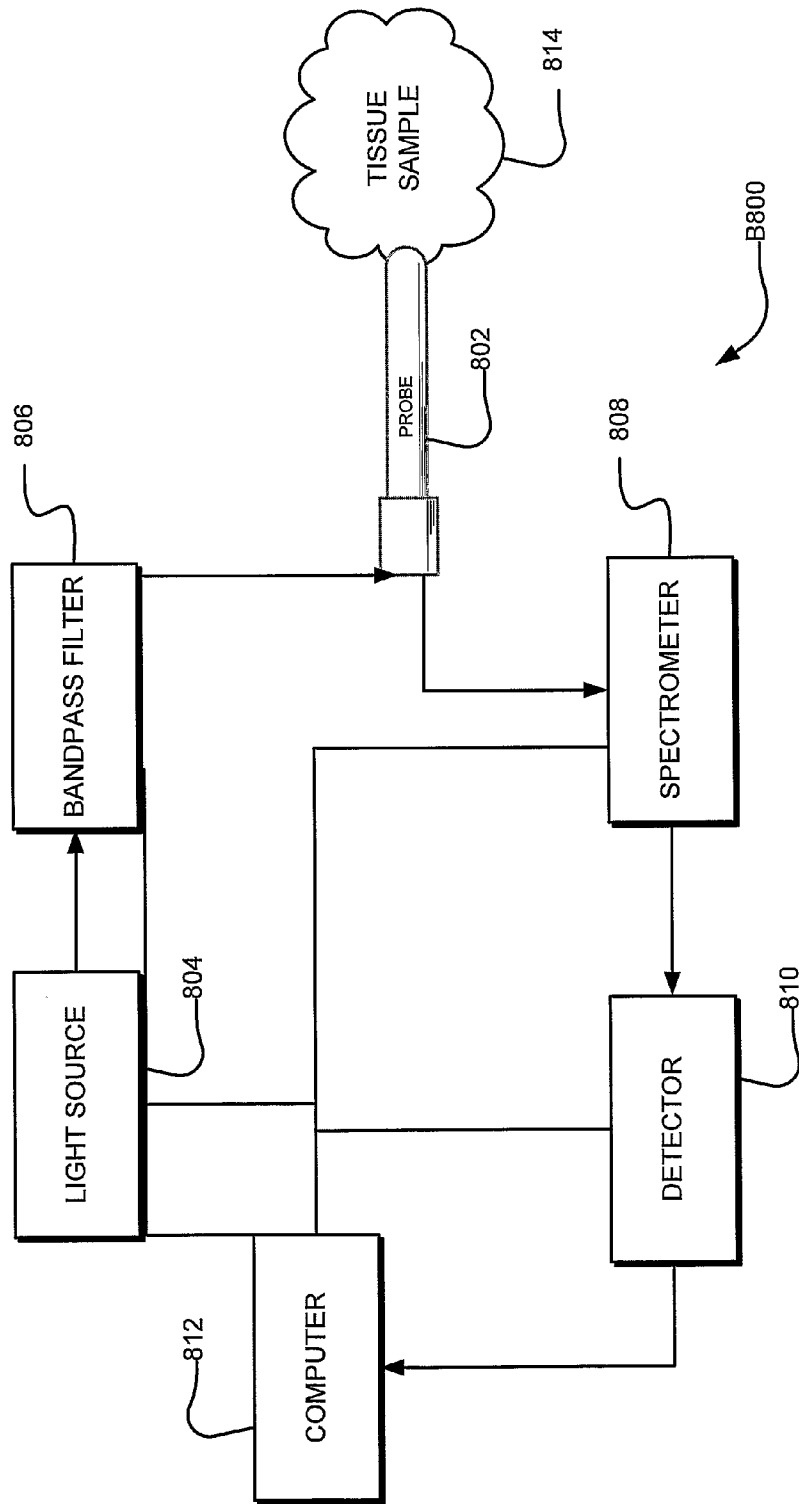 LIGHT SOURCE
804
BANDPASS FILTER
806
812
COMPUTER
PROBE
802
TISSUE
SAMPLE
814
DETECTOR
810
SPECTROMETER
808
B800